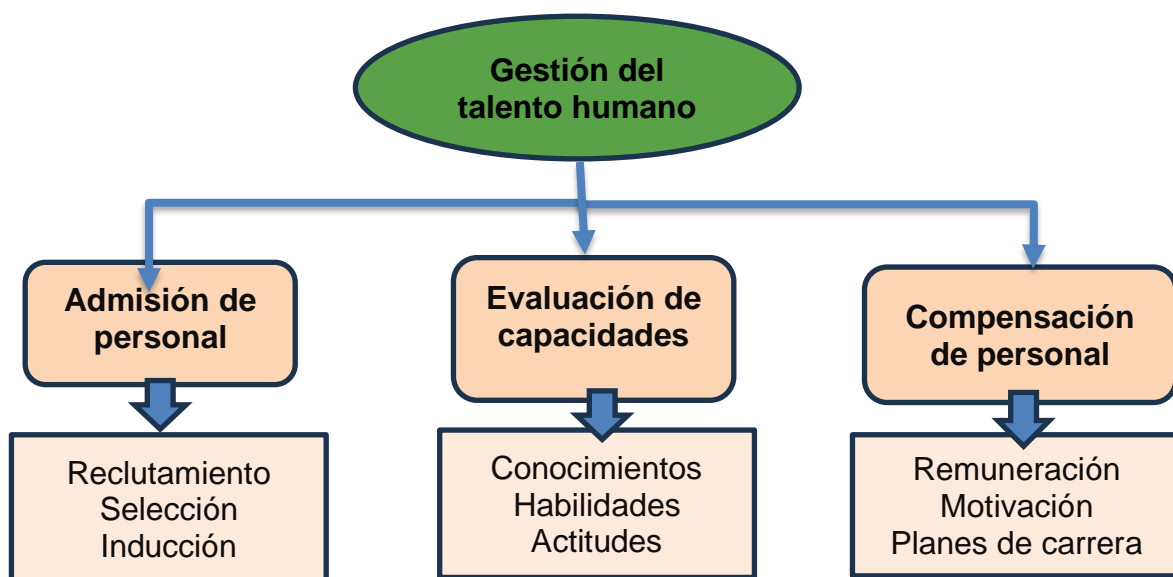 Gestión del
talento humano
Admisión de
personal
Evaluación de
capacidades
Compensación
de personal
Reclutamiento
Selección
Inducción
Conocimientos
Habilidades
Actitudes
Remuneración
Motivación
Planes de carrera